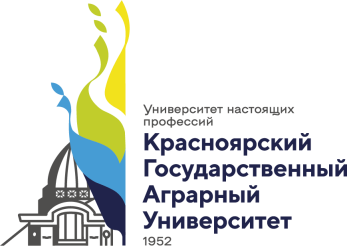 Университет настоящих
профессий
Красноярский
Государственный
Аграрный
Университет
1952